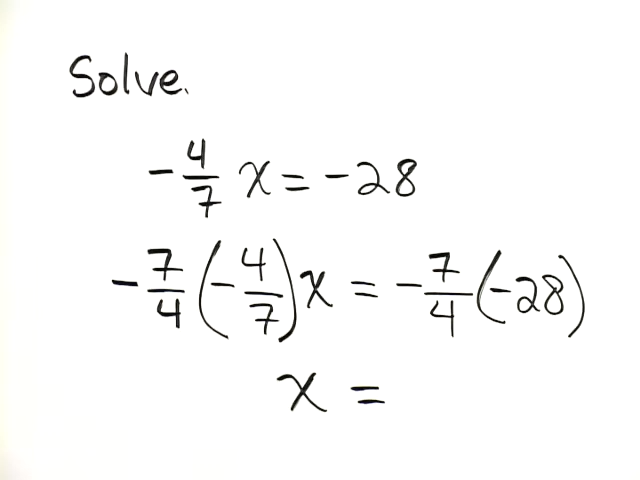 Solve.
-4/7 x = -28
-7/4(-4/7)x = -7/4(-28)
x =